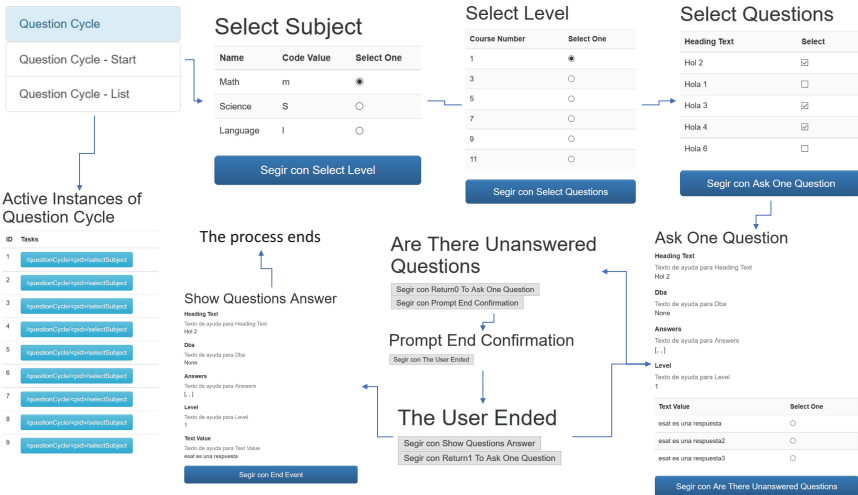 Question Cycle
Question Cycle - Start
Question Cycle - List
Select Subject
Name Code Value Select One
Math m
Science S
Language l
Segir con Select Level
Select Level
Course Number Select One
1
3
5
7
9
11
Segir con Select Questions
Select Questions
Heading Text Select
Hol 2
Hola 1
Hola 3
Hola 4
Hola 6
Segir con Ask One Question
Active Instances of
Question Cycle
ID Tasks
1 /questionCycle/<pid>/selectSubject
2 /questionCycle/<pid>/selectSubject
3 /questionCycle/<pid>/selectSubject
4 /questionCycle/<pid>/selectSubject
5 /questionCycle/<pid>/selectSubject
6 /questionCycle/<pid>/selectSubject
7 /questionCycle/<pid>/selectSubject
8 /questionCycle/<pid>/selectSubject
9 /questionCycle/<pid>/selectSubject
The process ends
Show Questions Answer
Heading Text
Texto de ayuda para Heading Text
Hol 2
Dba
Texto de ayuda para Dba
None
Answers
Texto de ayuda para Answers
[, , ]
Level
Texto de ayuda para Level
1
Text Value
Texto de ayuda para Text Value
esat es una respuesta
Segir con End Event
Are There Unanswered
Questions
Segir con Return0 To Ask One Question
Segir con Prompt End Confirmation
Prompt End Confirmation
Segir con The User Ended
The User Ended
Segir con Show Questions Answer
Segir con Return1 To Ask One Question
Ask One Question
Heading Text
Texto de ayuda para Heading Text
Hol 2
Dba
Texto de ayuda para Dba
None
Answers
Texto de ayuda para Answers
[, , ]
Level
Texto de ayuda para Level
1
Text Value Select One
esat es una respuesta
esat es una respuesta2
esat es una respuesta3
Segir con Are There Unanswered Questions